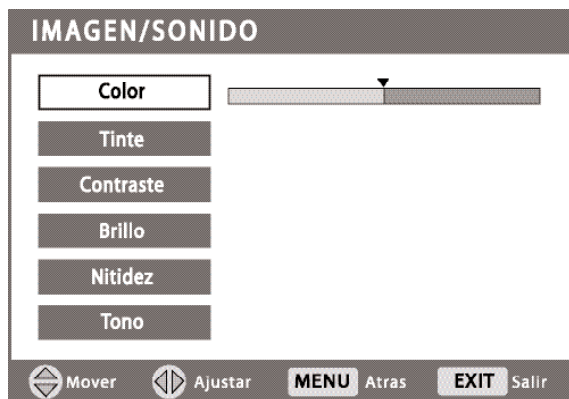 IMAGEN/SONIDO
Color
Tinte
Contraste
Brillo
Nitidez
Tono
Mover Ajustar MENU Atras EXIT Salir